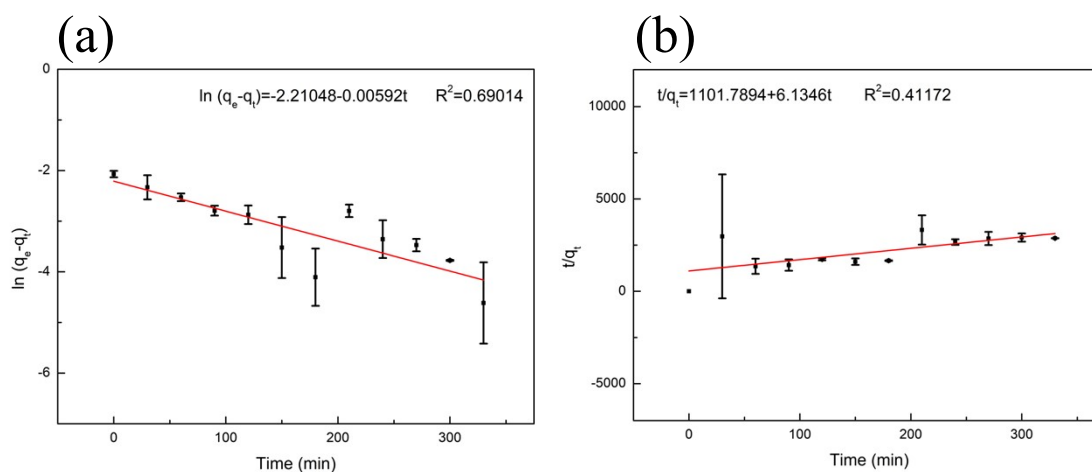 (a)
(b)
ln (qe-qt)=-2.21048-0.00592t R2=0.69014
t/qt=1101.7894+6.1346t R2=0.41172
0
-2
-4
-6
ln (qe-qt)
0 100 200 300
Time (min)
10000
5000
0
-5000
t/qt
0 100 200 300
Time (min)